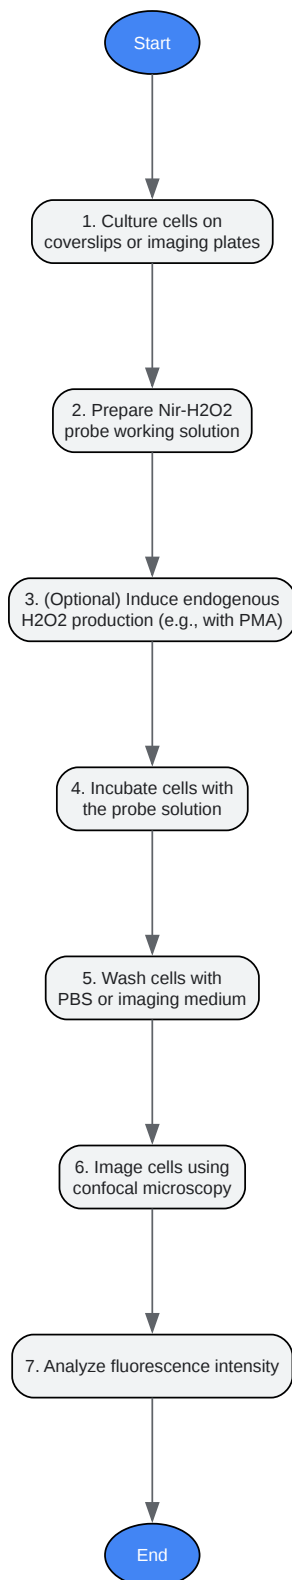 Start
1. Culture cells on
coverslips or imaging plates
2. Prepare Nir-H2O2
probe working solution
3. (Optional) Induce endogenous
H2O2 production (e.g., with PMA)
4. Incubate cells with
the probe solution
5. Wash cells with
PBS or imaging medium
6. Image cells using
confocal microscopy
7. Analyze fluorescence intensity
End